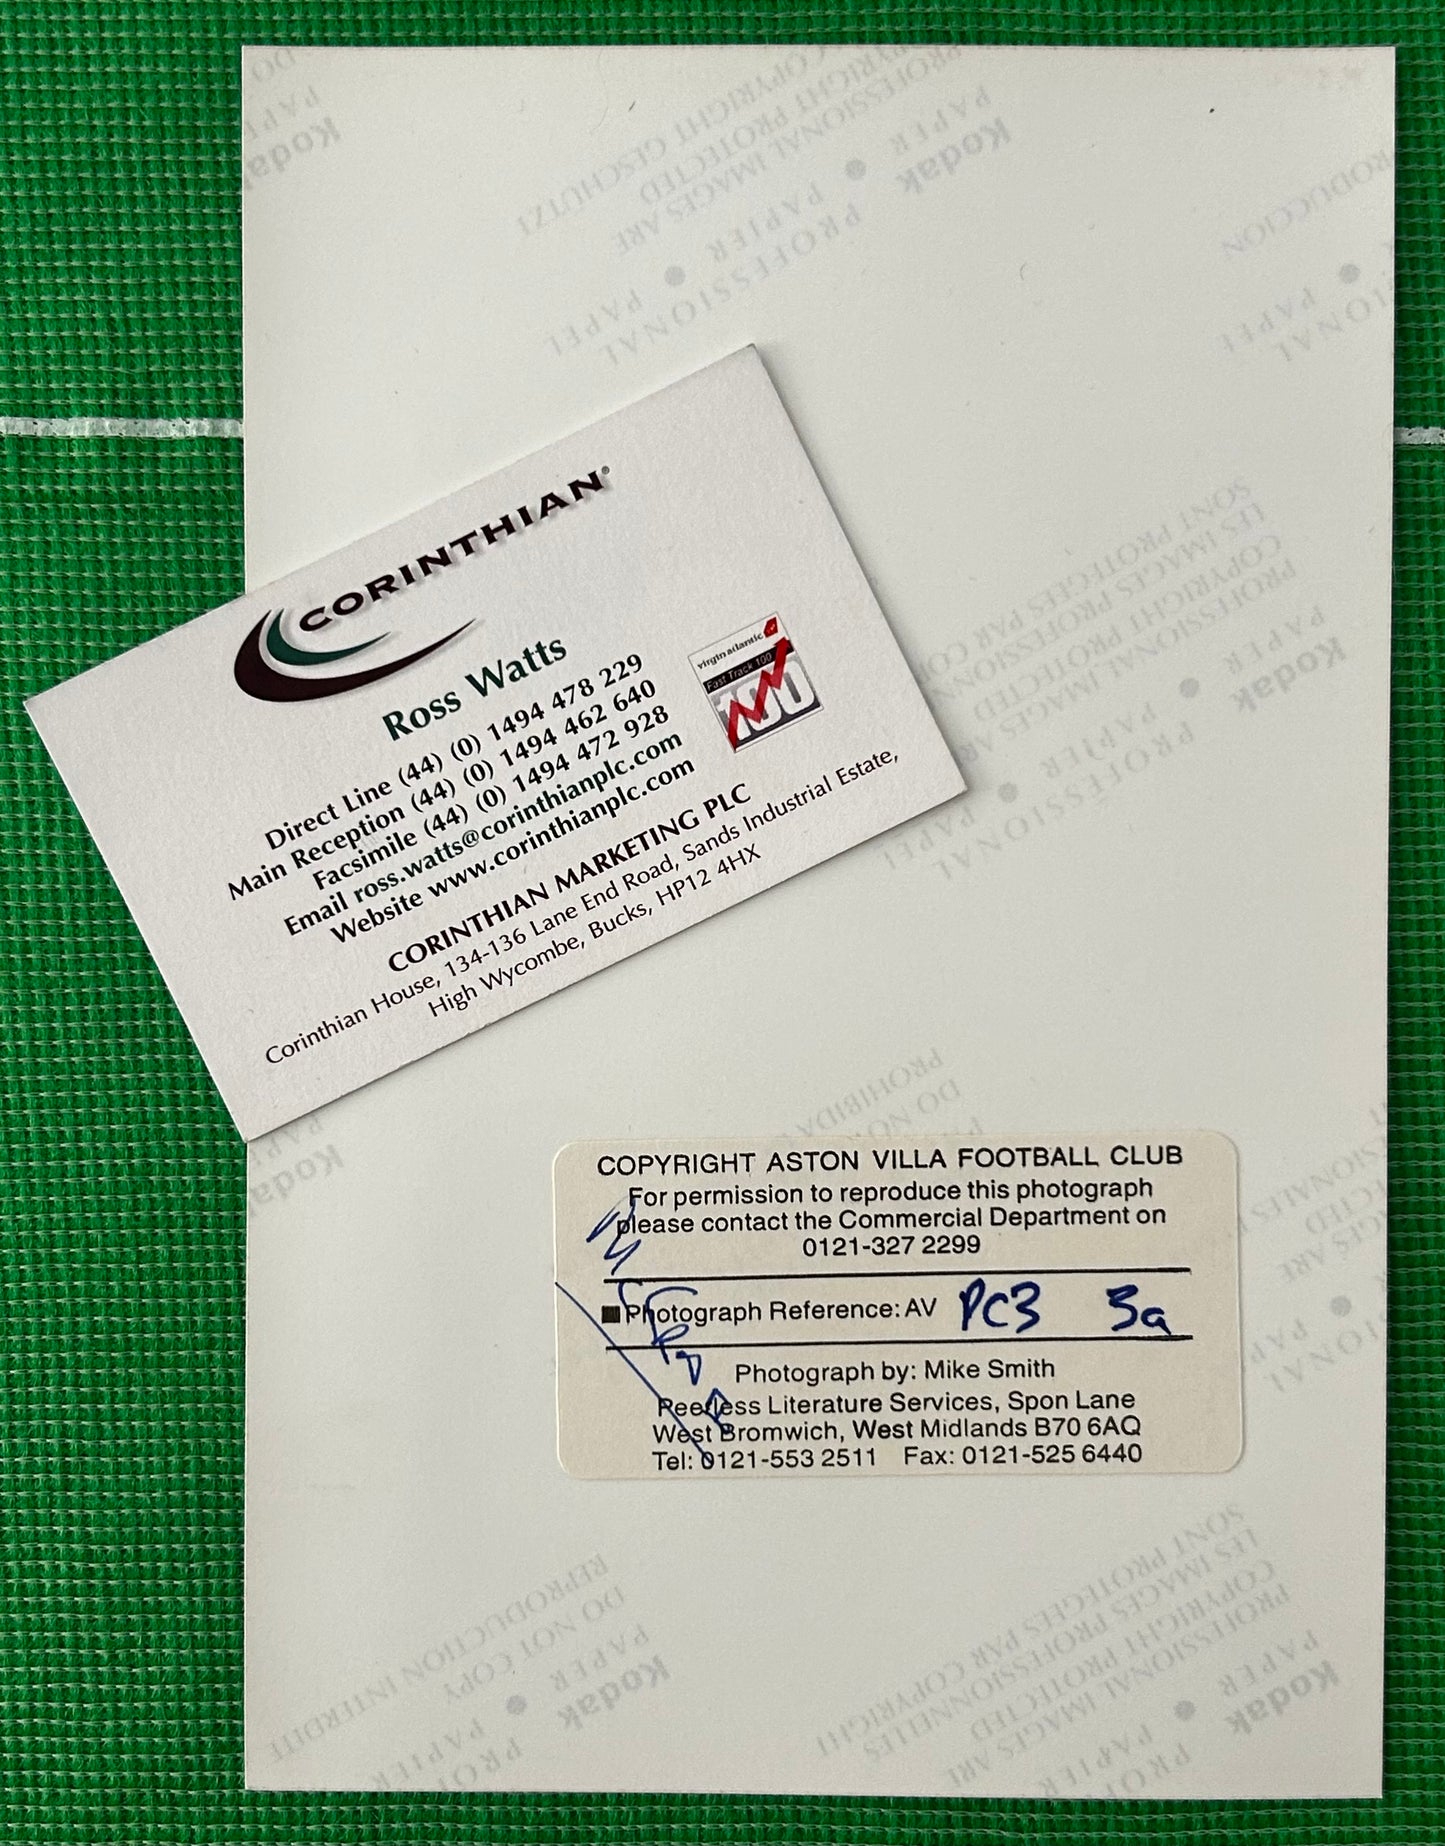 CORINTHIAN
Ross Watts
Direct Line (44) (0) 1494 478 229
Main Reception (44) (0) 1494 462 640
Facsimile (44) (0) 1494 472 928
Email ross.watts@corinthianplc.com
Website www.corinthianplc.com
virgin atlantic
Fast Track 100
100
CORINTHIAN MARKETING PLC
Corinthian House, 134-136 Lane End Road, Sands Industrial Estate,
High Wycombe, Bucks, HP12 4HX
COPYRIGHT ASTON VILLA FOOTBALL CLUB
For permission to reproduce this photograph
please contact the Commercial Department on
0121-327 2299
Photograph Reference: AV PC3 3a
Photograph by: Mike Smith
Peerless Literature Services, Spon Lane
West Bromwich, West Midlands B70 6AQ
Tel: 0121-553 2511 Fax: 0121-525 6440
Kodak
PAPER
PROFESSIONAL IMAGES ARE
COPYRIGHT PROTECTED
DO NOT COPY
LES IMAGES PROFESSIONNELLES
SONT PROTEGEES PAR COPYRIGHT